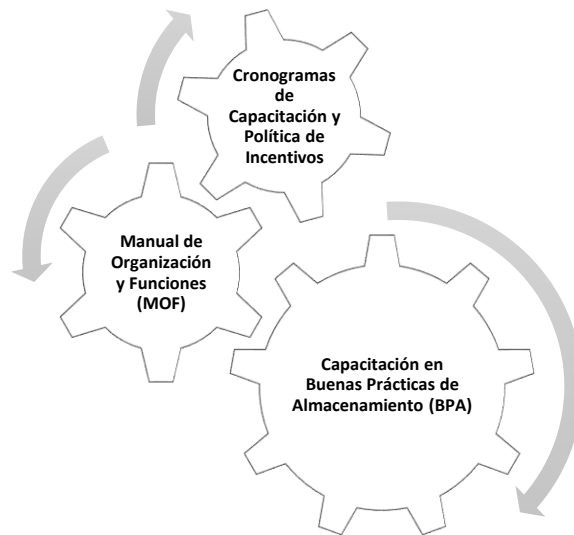 Cronogramas
de
Capacitación y
Política de
Incentivos
Manual de
Organización
y Funciones
(MOF)
Capacitación en
Buenas Prácticas de
Almacenamiento (BPA)